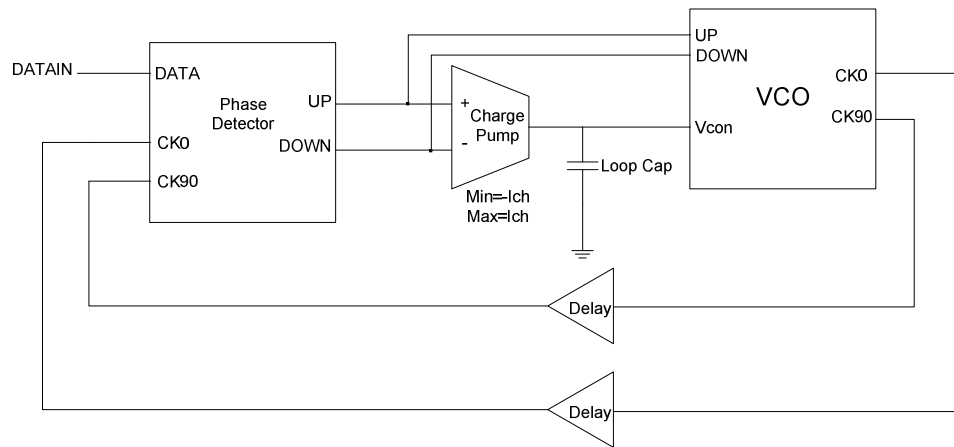 DATAIN
DATA
CK0
CK90
Phase
Detector
UP
DOWN
+
-
Charge
Pump
Min=-Ich
Max=Ich
Loop Cap
UP
DOWN
Vcon
VCO
CK0
CK90
Delay
Delay